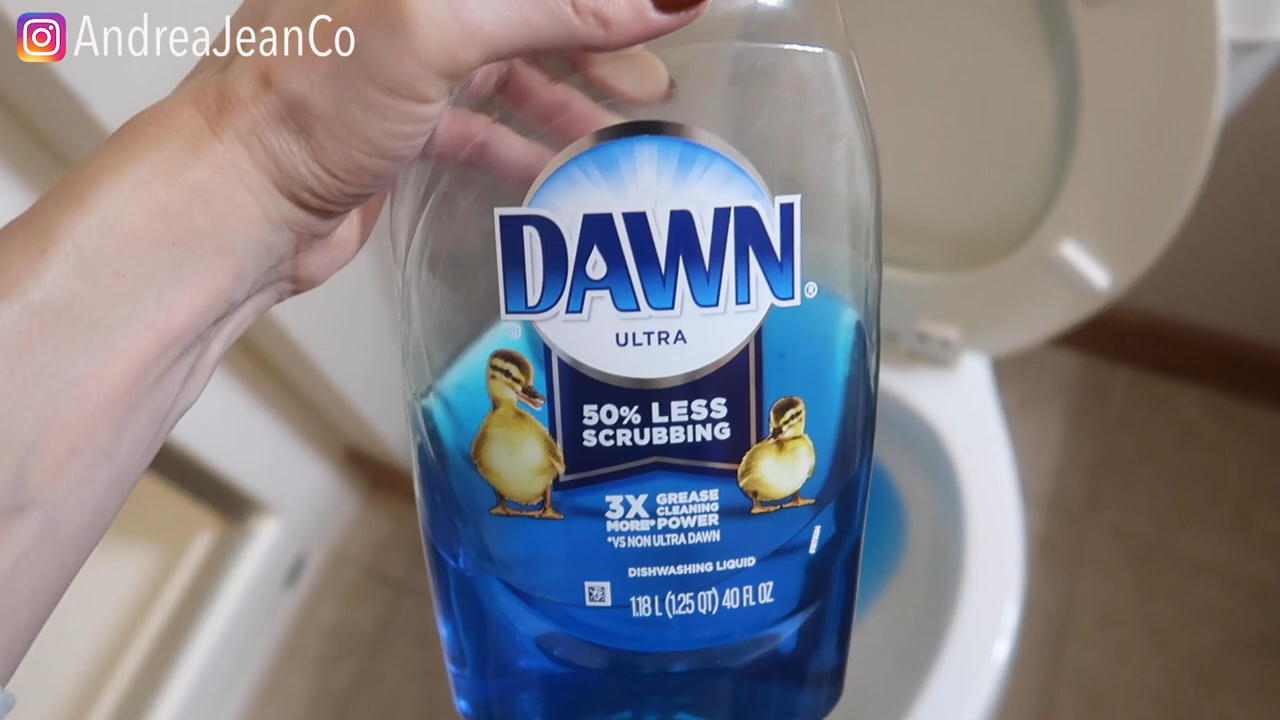 AndreaJeanCo
DAWN®
ULTRA
50% LESS
SCRUBBING
3X GREASE
CLEANING
MORE* POWER
*VS NON ULTRA DAWN
DISHWASHING LIQUID
1.18 L (1.25 QT) 40 FL OZ